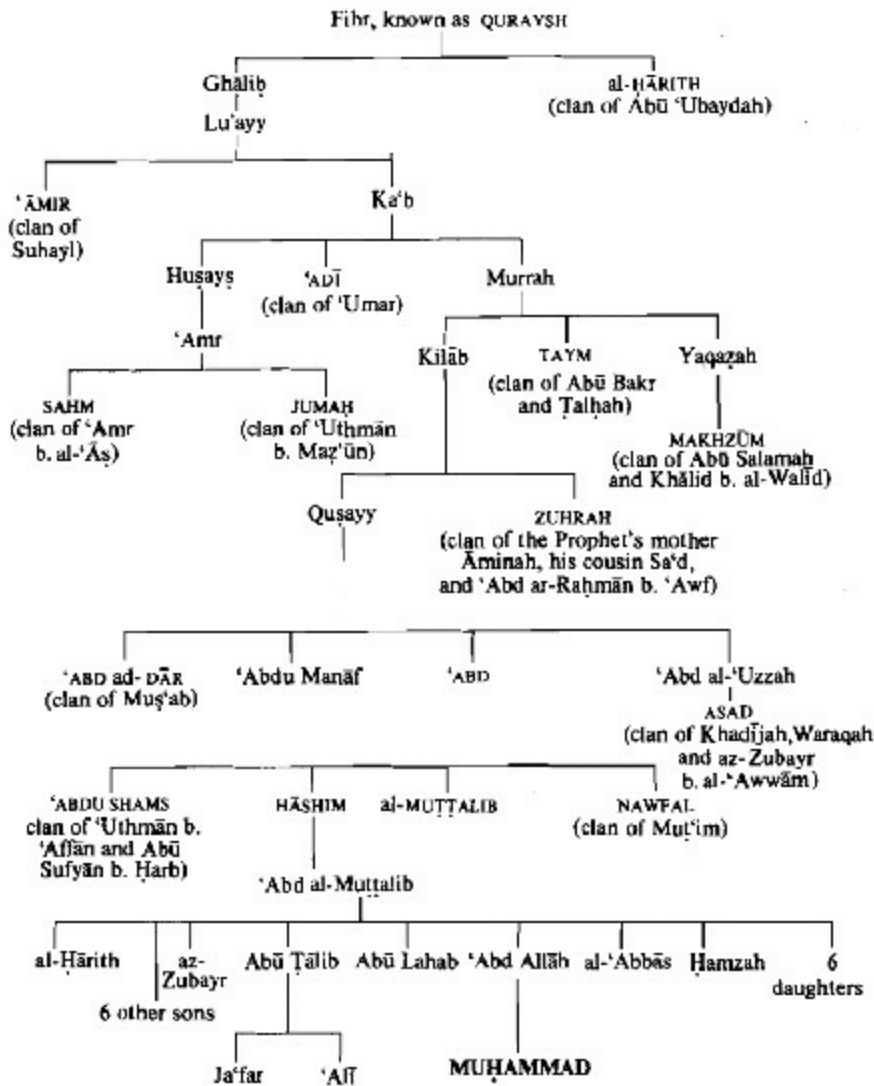 Fihr, known as QURAYSH
Ghālib
al-ḤĀRITH
(clan of Abū ‘Ubaydah)
Lu’ayy
‘ĀMIR
(clan of
Suhayl)
Ka‘b
Huṣayṣ
‘ADĪ
(clan of ‘Umar)
Murrah
‘Amr
Kilāb
TAYM
(clan of Abū Bakr
and Ṭalḥah)
Yaqaẓah
SAHM
(clan of ‘Amr
b. al-‘Āṣ)
JUMAḤ
(clan of ‘Uthmān
b. Maẓ‘ūn)
MAKHZŪM
(clan of Abū Salamah
and Khālid b. al-Walīd)
Quṣayy
ZUHRAH
(clan of the Prophet's mother
Āminah, his cousin Sa‘d,
and ‘Abd ar-Raḥmān b. ‘Awf)
‘ABD ad-DĀR
(clan of Muṣ‘ab)
‘Abdu Manāf
‘ABD
‘Abd al-‘Uzzah
ASAD
(clan of Khadījah, Waraqah
and az-Zubayr
b. al-‘Awwām)
‘ABDU SHAMS
clan of ‘Uthmān b.
‘Affān and Abū
Sufyān b. Ḥarb)
HĀSHIM
al-MUṬṬALIB
NAWFAL
(clan of Muṭ‘im)
‘Abd al-Muṭṭalib
al-Ḥārith
6 other sons
az-
Zubayr
Abū Ṭālib
Abū Lahab
‘Abd Allāh
al-‘Abbās
Ḥamzah
6
daughters
Ja‘far
‘Alī
MUḤAMMAD